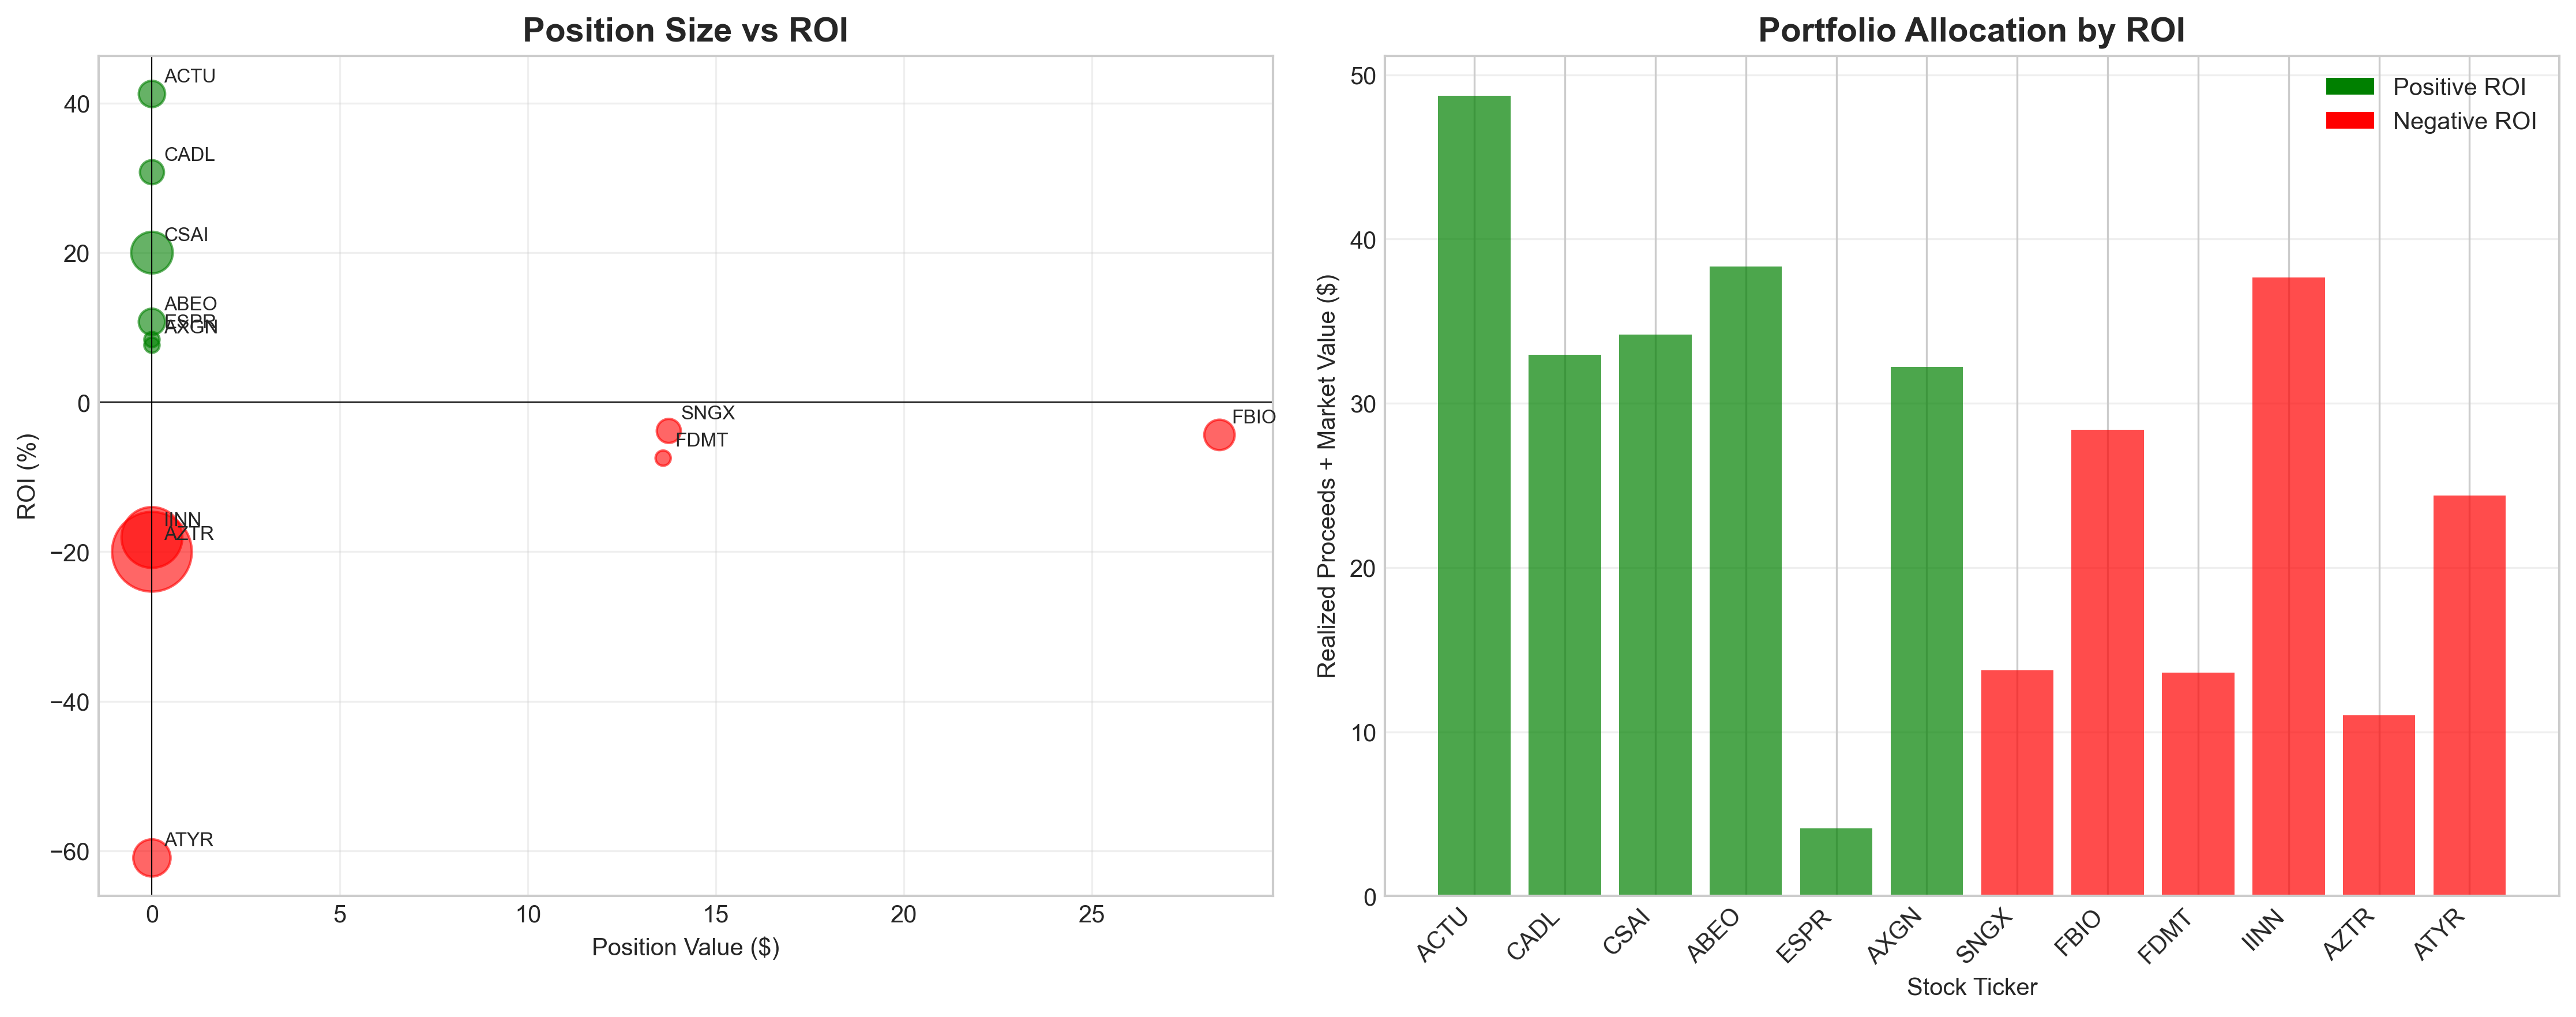 Position Size vs ROI
ROI (%)
40
20
0
−20
−40
−60
ACTU
CADL
CSAI
ABEO
ESPR
AXGN
SNGX
FDMT
FBIO
IINN
AZTR
ATYR
0 5 10 15 20 25
Position Value ($)
Portfolio Allocation by ROI
Realized Proceeds + Market Value ($)
50
40
30
20
10
0
Positive ROI
Negative ROI
ACTU CADL CSAI ABEO ESPR AXGN SNGX FBIO FDMT IINN AZTR ATYR
Stock Ticker